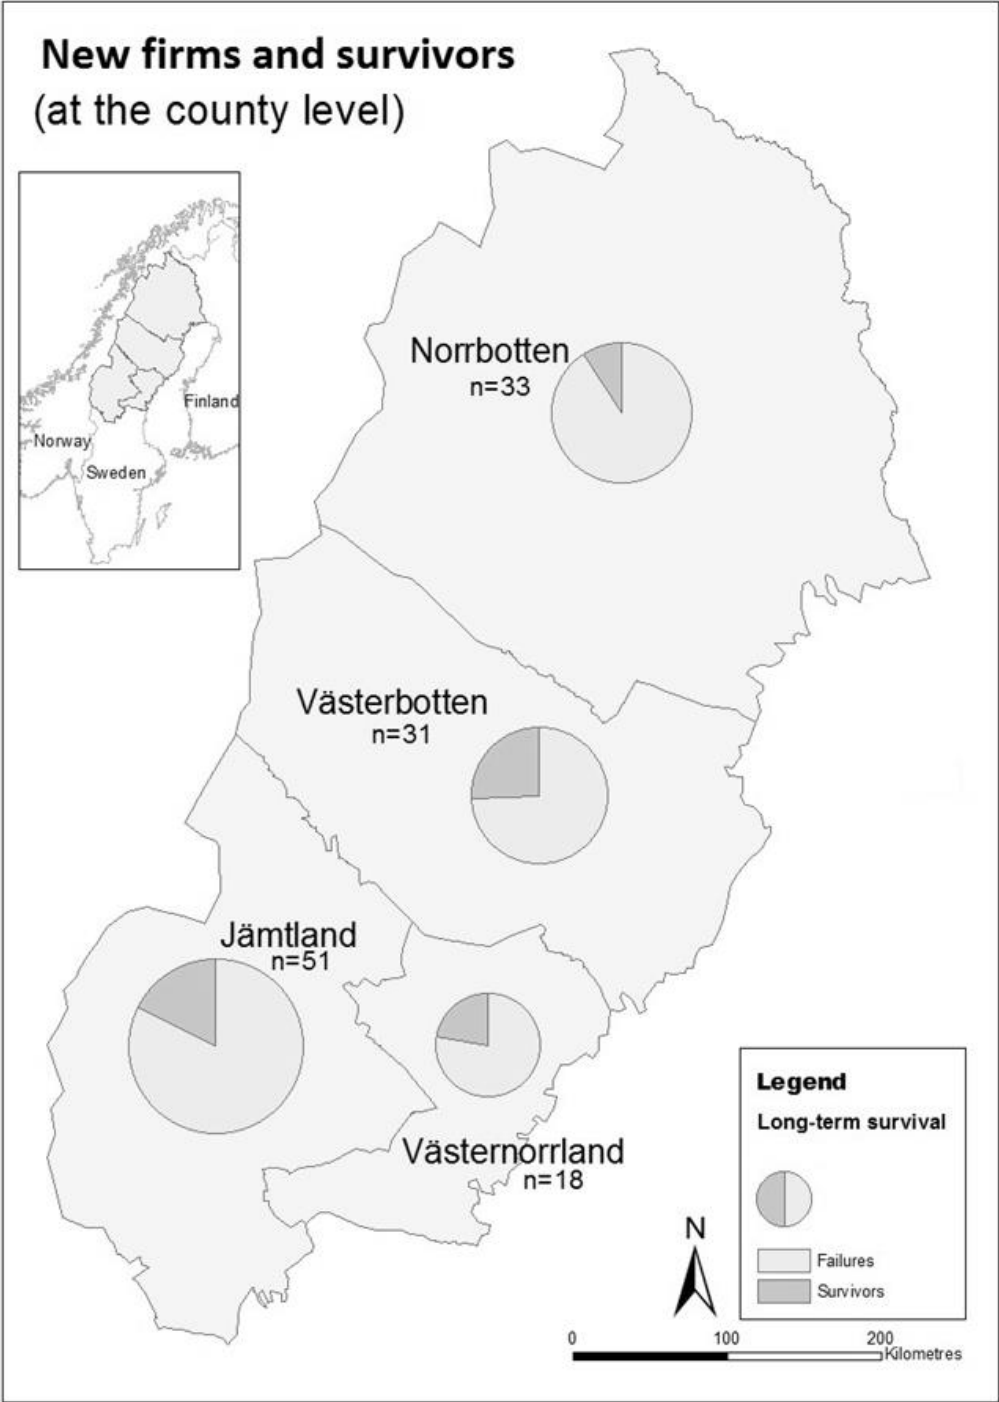 New firms and survivors
(at the county level)
Norway
Sweden
Finland
Norrbotten
n=33
Västerbotten
n=31
Jämtland
n=51
Västernorrland
n=18
Legend
Long-term survival
Failures
Survivors
N
0 100 200
Kilometres